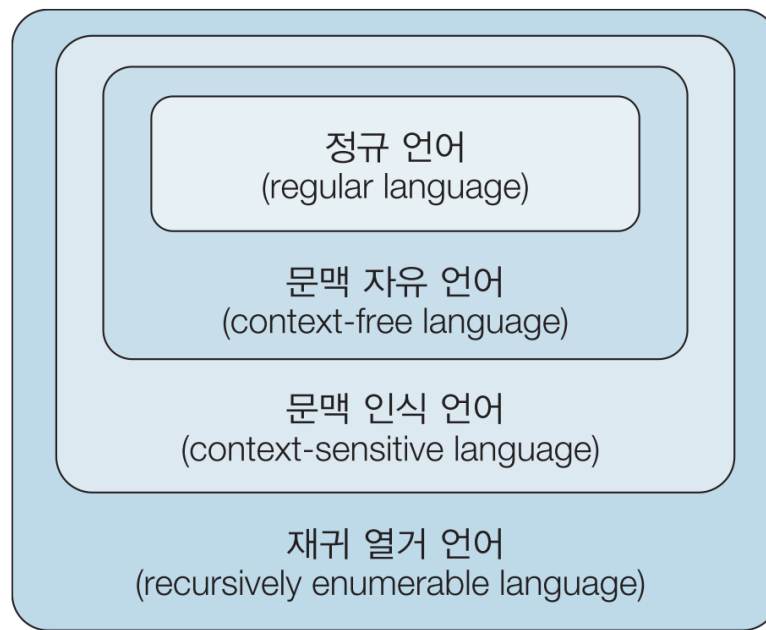 정규 언어
(regular language)
문맥 자유 언어
(context-free language)
문맥 인식 언어
(context-sensitive language)
재귀 열거 언어
(recursively enumerable language)